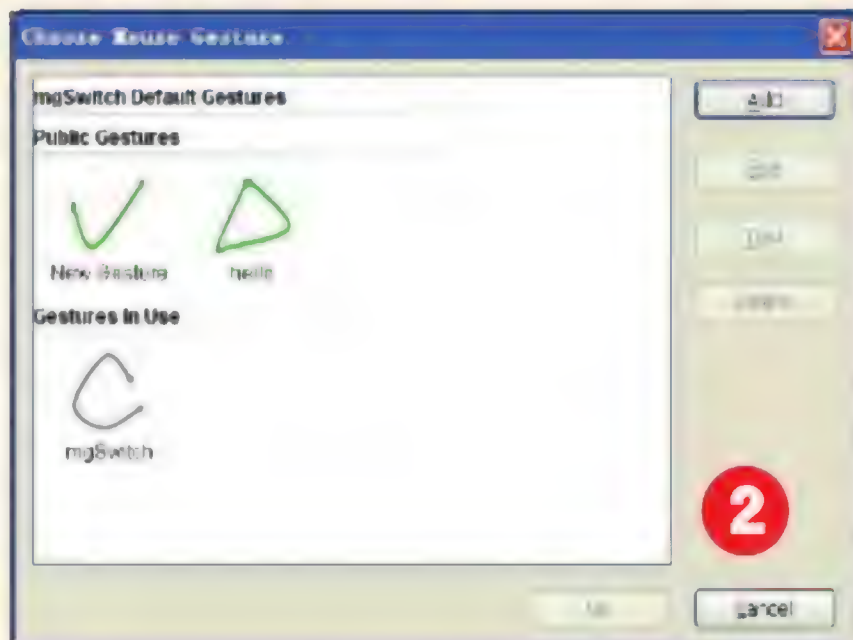 Choose Mouse Gesture
mgSwitch Default Gestures
Add
Public Gestures
New Gesture hello
Gestures In Use
mgSwitch
2
Cancel